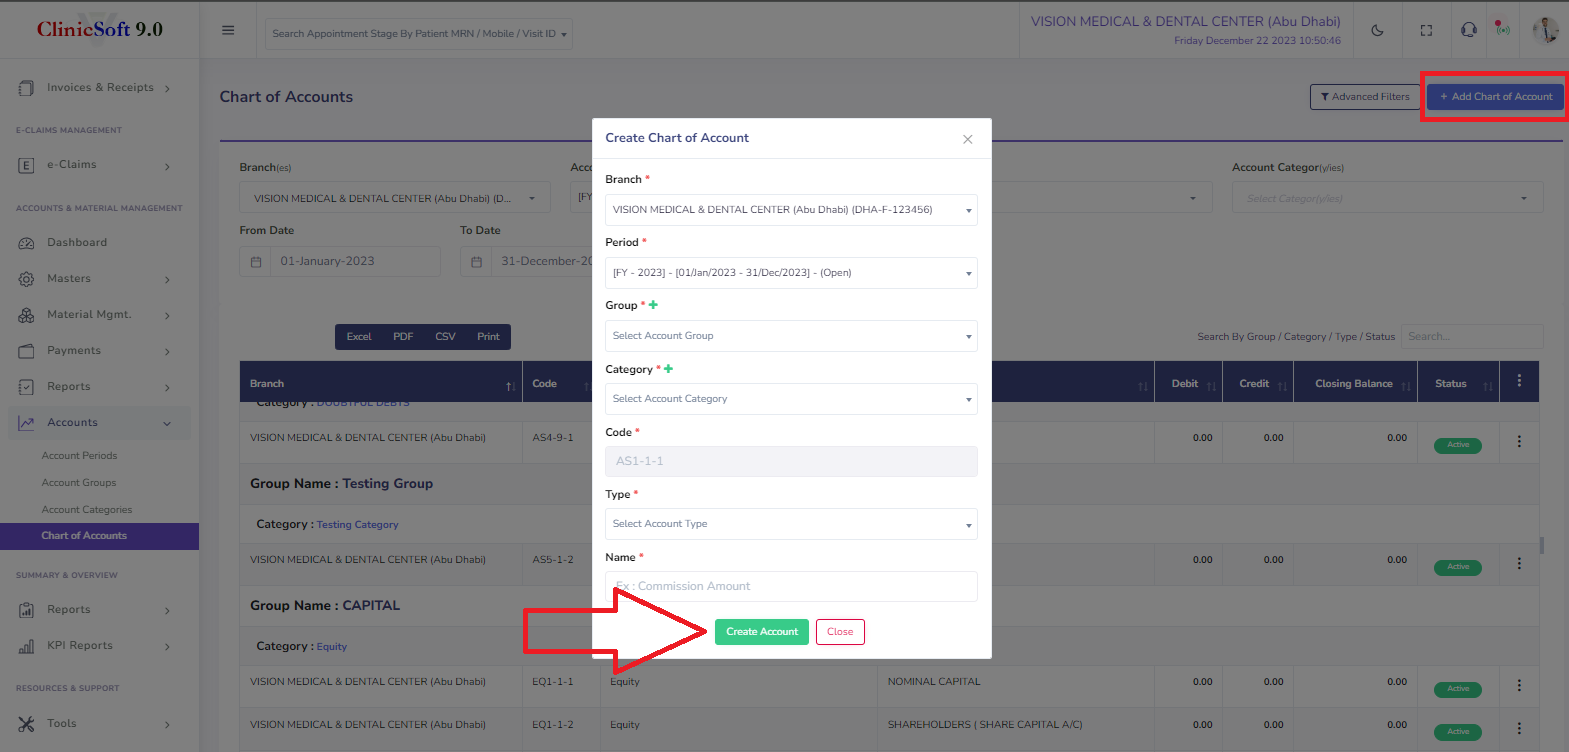 ClinicSoft 9.0
Search Appointment Stage By Patient MRN / Mobile / Visit ID
VISION MEDICAL & DENTAL CENTER (Abu Dhabi)
Friday December 22 2023 10:50:46
Invoices & Receipts
E-CLAIMS MANAGEMENT
e-Claims
ACCOUNTS & MATERIAL MANAGEMENT
Dashboard
Masters
Material Mgmt.
Payments
Reports
Accounts
Account Periods
Account Groups
Account Categories
Chart of Accounts
SUMMARY & OVERVIEW
Reports
KPI Reports
RESOURCES & SUPPORT
Tools
Chart of Accounts
Advanced Filters
+ Add Chart of Account
Branch(es)
VISION MEDICAL & DENTAL CENTER (Abu Dhabi) (D...
[FY
Account Categor(y/ies)
Select Categor(y/ies)
From Date
To Date
01-January-2023
31-December-20
Excel PDF CSV Print
Search By Group / Category / Type / Status
Search...
Branch Code Debit Credit Closing Balance Status
Category : DOUBTFUL DEBTS
VISION MEDICAL & DENTAL CENTER (Abu Dhabi) AS4-9-1 0.00 0.00 0.00 Active
Group Name : Testing Group
Category : Testing Category
VISION MEDICAL & DENTAL CENTER (Abu Dhabi) AS5-1-2 0.00 0.00 0.00 Active
Group Name : CAPITAL
Category : Equity
VISION MEDICAL & DENTAL CENTER (Abu Dhabi) EQ1-1-1 Equity NOMINAL CAPITAL 0.00 0.00 0.00 Active
VISION MEDICAL & DENTAL CENTER (Abu Dhabi) EQ1-1-2 Equity SHAREHOLDERS ( SHARE CAPITAL A/C) 0.00 0.00 0.00 Active
Create Chart of Account
Branch *
VISION MEDICAL & DENTAL CENTER (Abu Dhabi) (DHA-F-123456)
Period *
[FY - 2023] - [01/Jan/2023 - 31/Dec/2023] - (Open)
Group * +
Select Account Group
Category * +
Select Account Category
Code *
AS1-1-1
Type *
Select Account Type
Name *
Ex : Commission Amount
Create Account
Close